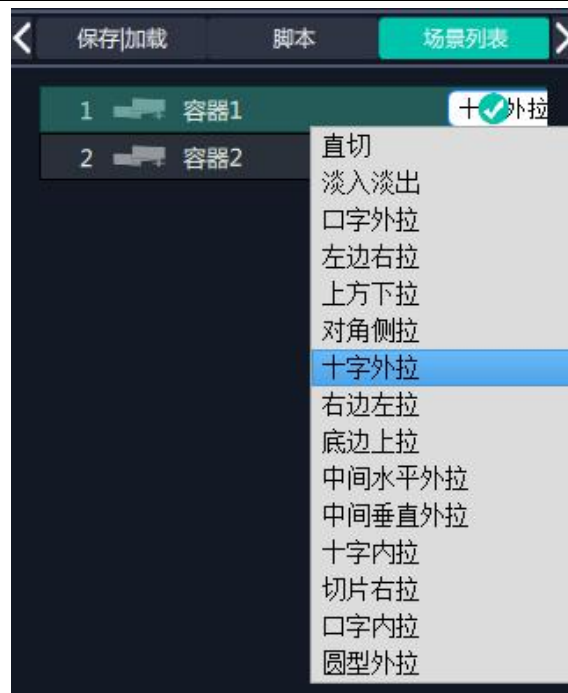 保存|加载 脚本 场景列表
1 容器1 十字外拉
2 容器2
直切
淡入淡出
口字外拉
左边右拉
上方下拉
对角侧拉
十字外拉
右边左拉
底边上拉
中间水平外拉
中间垂直外拉
十字内拉
切片右拉
口字内拉
圆型外拉